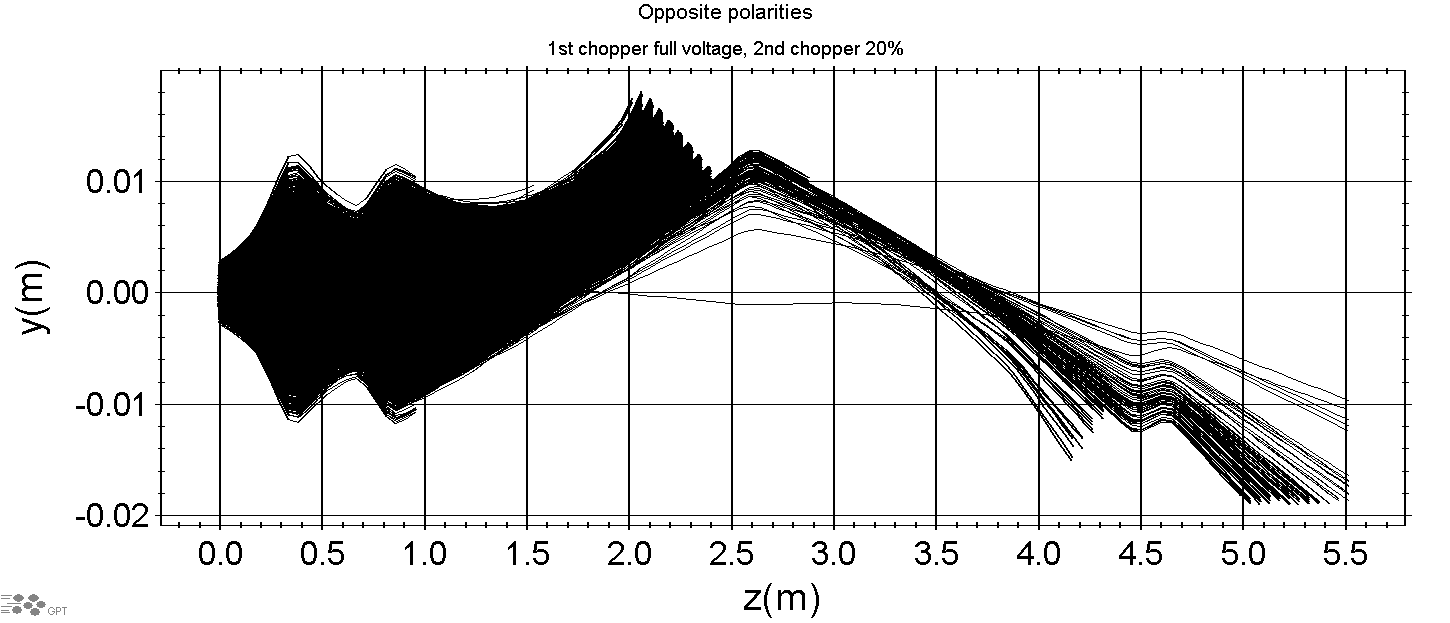 Opposite polarities
1st chopper full voltage, 2nd chopper 20%
0.01
0.00
-0.01
-0.02
y(m)
0.0 0.5 1.0 1.5 2.0 2.5 3.0 3.5 4.0 4.5 5.0 5.5
z(m)
GPT